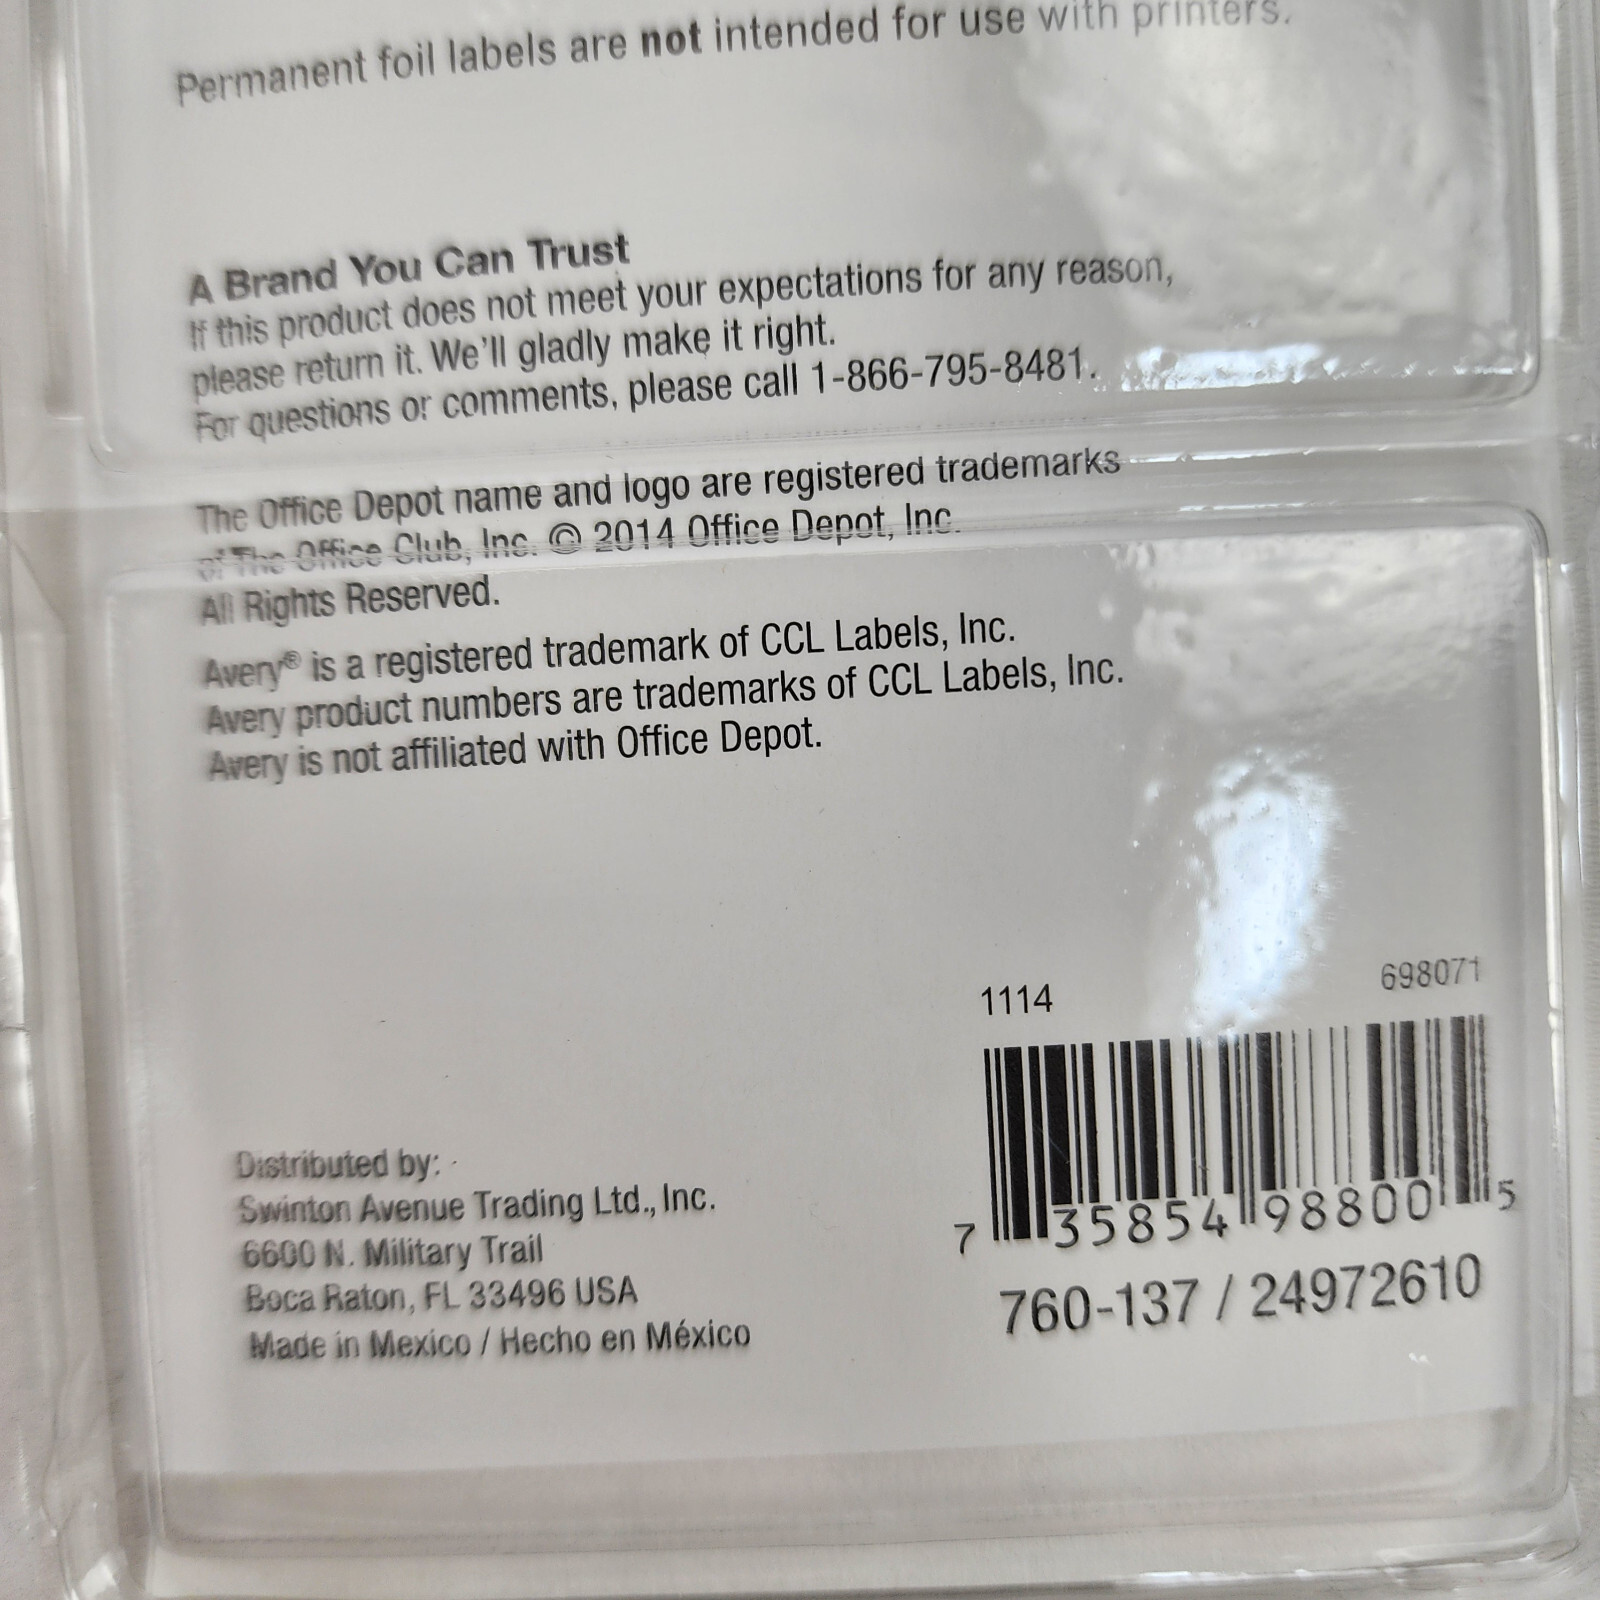 Permanent foil labels are not intended for use with printers.
A Brand You Can Trust
If this product does not meet your expectations for any reason,
please return it. We'll gladly make it right.
For questions or comments, please call 1-866-795-8481.
The Office Depot name and logo are registered trademarks
of The Office Club, Inc. © 2014 Office Depot, Inc.
All Rights Reserved.
Avery® is a registered trademark of CCL Labels, Inc.
Avery product numbers are trademarks of CCL Labels, Inc.
Avery is not affiliated with Office Depot.
1114 698071
7 35854 98800 5
760-137 / 24972610
Distributed by:
Swinton Avenue Trading Ltd., Inc.
6600 N. Military Trail
Boca Raton, FL 33496 USA
Made in Mexico / Hecho en México